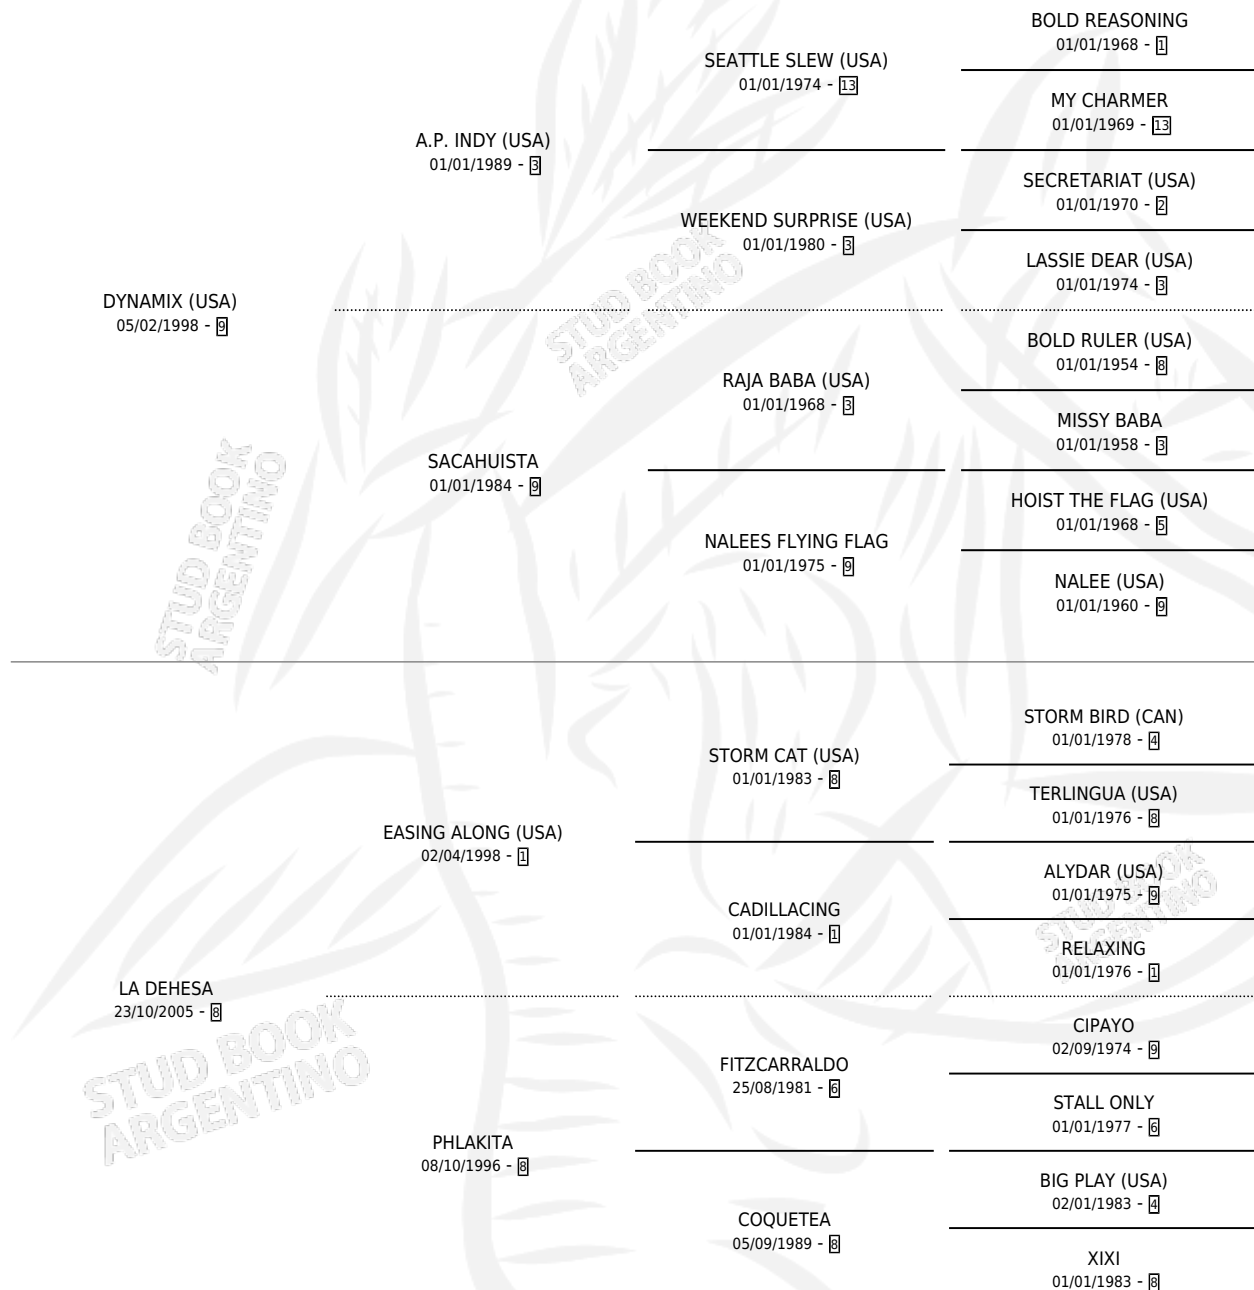 DYNAMIX (USA)
05/02/1998 - 9
A.P. INDY (USA)
01/01/1989 - 3
SEATTLE SLEW (USA)
01/01/1974 - 13
BOLD REASONING
01/01/1968 - 1
MY CHARMER
01/01/1969 - 13
WEEKEND SURPRISE (USA)
01/01/1980 - 3
SECRETARIAT (USA)
01/01/1970 - 2
LASSIE DEAR (USA)
01/01/1974 - 3
SACAHUISTA
01/01/1984 - 9
RAJA BABA (USA)
01/01/1968 - 3
BOLD RULER (USA)
01/01/1954 - 8
MISSY BABA
01/01/1958 - 3
NALEES FLYING FLAG
01/01/1975 - 9
HOIST THE FLAG (USA)
01/01/1968 - 5
NALEE (USA)
01/01/1960 - 9
LA DEHESA
23/10/2005 - 8
EASING ALONG (USA)
02/04/1998 - 1
STORM CAT (USA)
01/01/1983 - 8
STORM BIRD (CAN)
01/01/1978 - 4
TERLINGUA (USA)
01/01/1976 - 8
CADILLACING
01/01/1984 - 1
ALYDAR (USA)
01/01/1975 - 9
RELAXING
01/01/1976 - 1
PHLAKITA
08/10/1996 - 8
FITZCARRALDO
25/08/1981 - 6
CIPAYO
02/09/1974 - 9
STALL ONLY
01/01/1977 - 6
COQUETEA
05/09/1989 - 8
BIG PLAY (USA)
02/01/1983 - 4
XIXI
01/01/1983 - 8
STUD BOOK
ARGENTINO
STUD BOOK
ARGENTINO
STUD BOOK
ARGENTINO
STUD BOOK
ARGENTINO